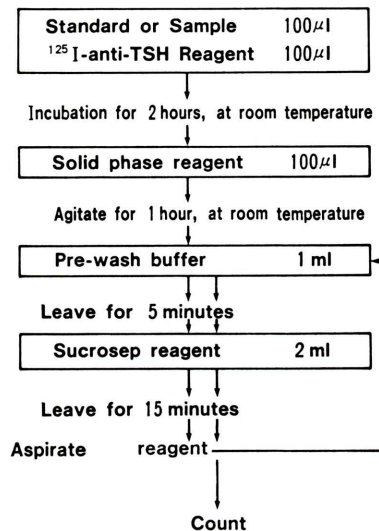 Standard or Sample 100μl
¹²⁵I-anti-TSH Reagent 100μl
Incubation for 2 hours, at room temperature
Solid phase reagent 100μl
Agitate for 1 hour, at room temperature
Pre-wash buffer 1 ml
Leave for 5 minutes
Sucrosep reagent 2 ml
Leave for 15 minutes
Aspirate reagent
Count